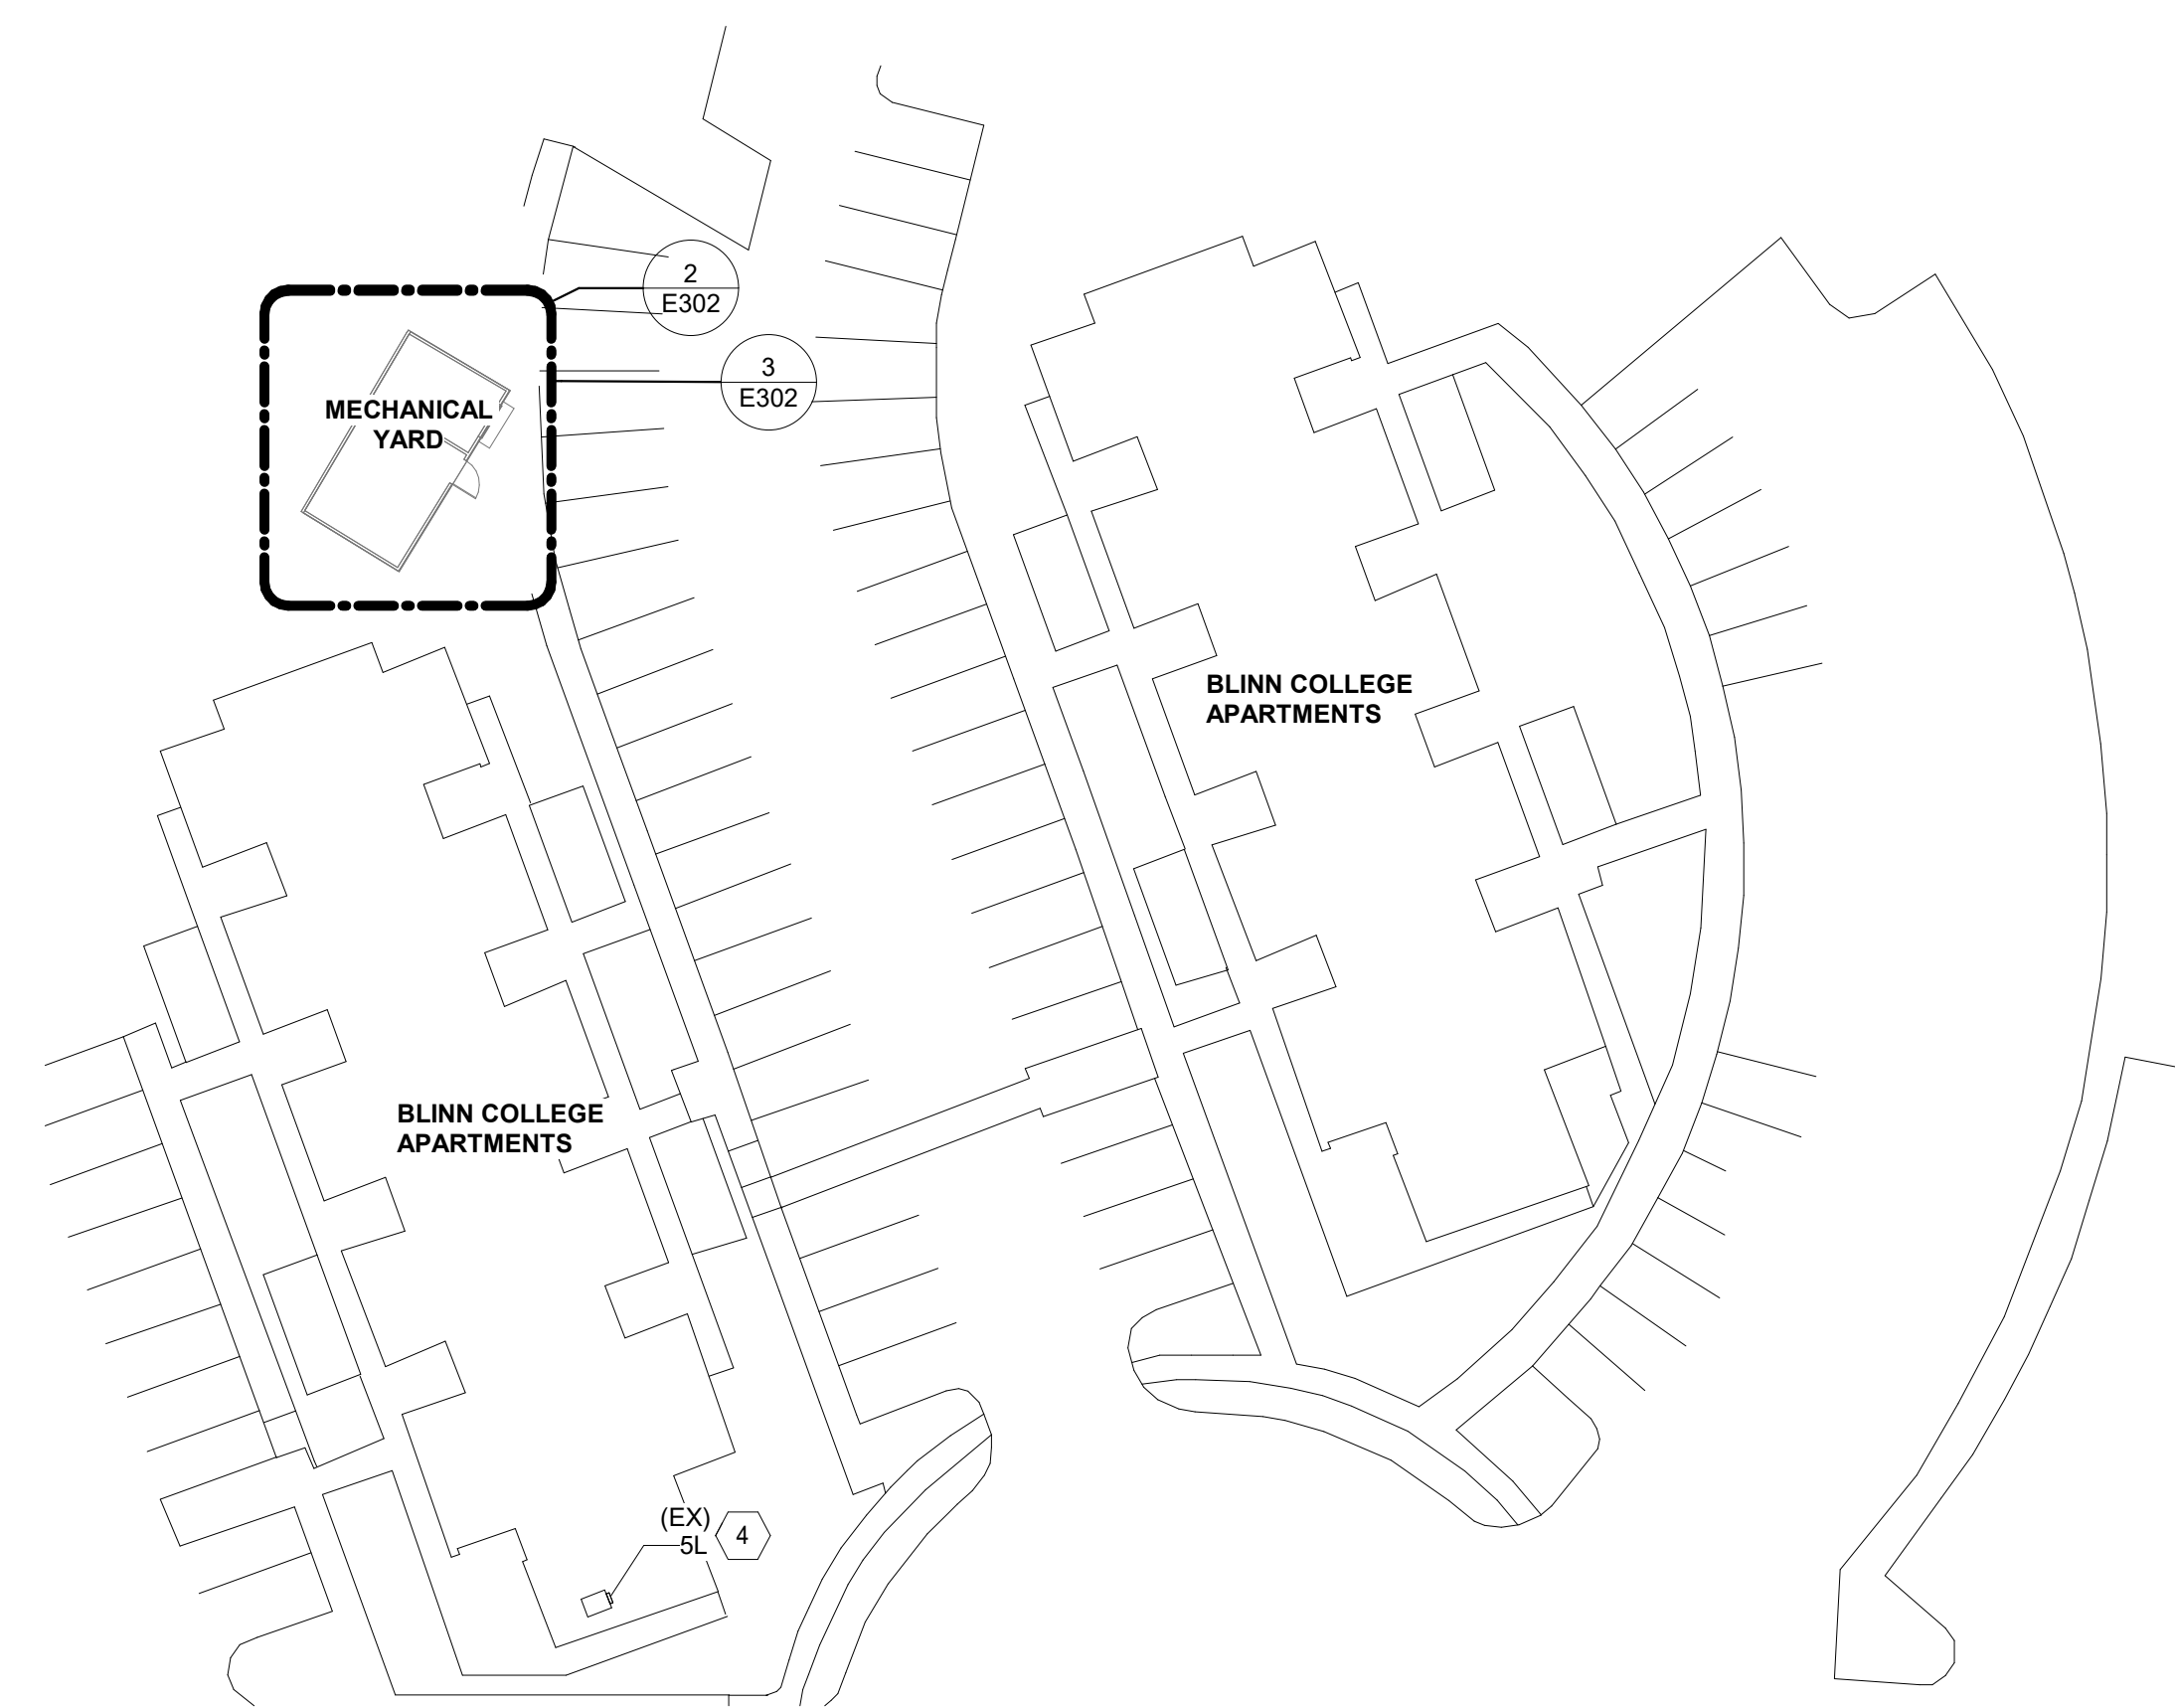 2
E302
3
E302
MECHANICAL
YARD
BLINN COLLEGE
APARTMENTS
BLINN COLLEGE
APARTMENTS
(EX)
5L
4